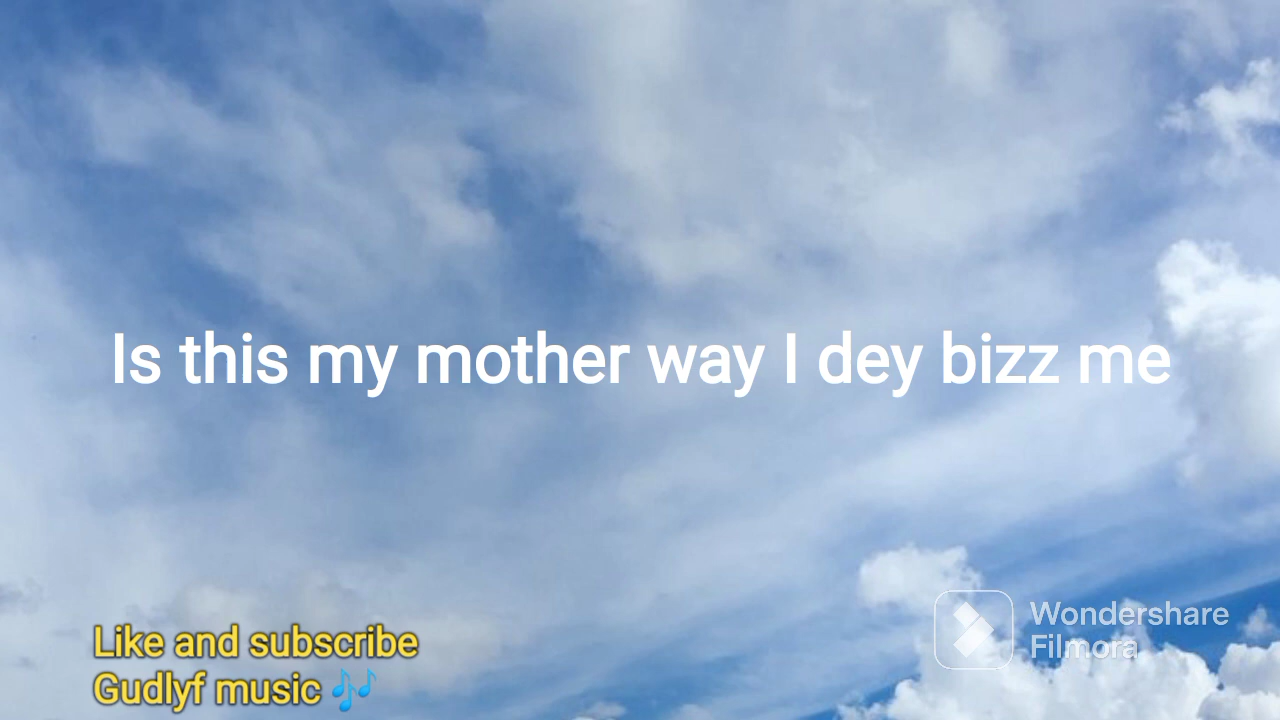 Is this my mother way I dey bizz me
Like and subscribe
Gudlyf music 🎶
Wondershare
Filmora